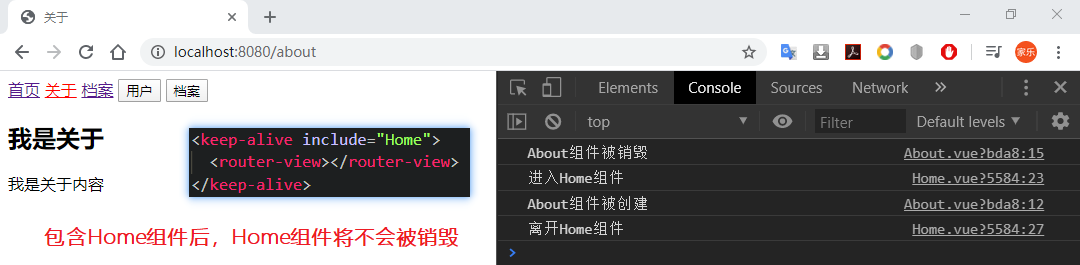 关于
localhost:8080/about
家乐
首页 关于 档案 用户 档案
我是关于
我是关于内容
<keep-alive include="Home">
<router-view></router-view>
</keep-alive>
包含Home组件后，Home组件将不会被销毁
Elements Console Sources Network
top Filter Default levels
About组件被销毁 About.vue?bda8:15
进入Home组件 Home.vue?5584:23
About组件被创建 About.vue?bda8:12
离开Home组件 Home.vue?5584:27